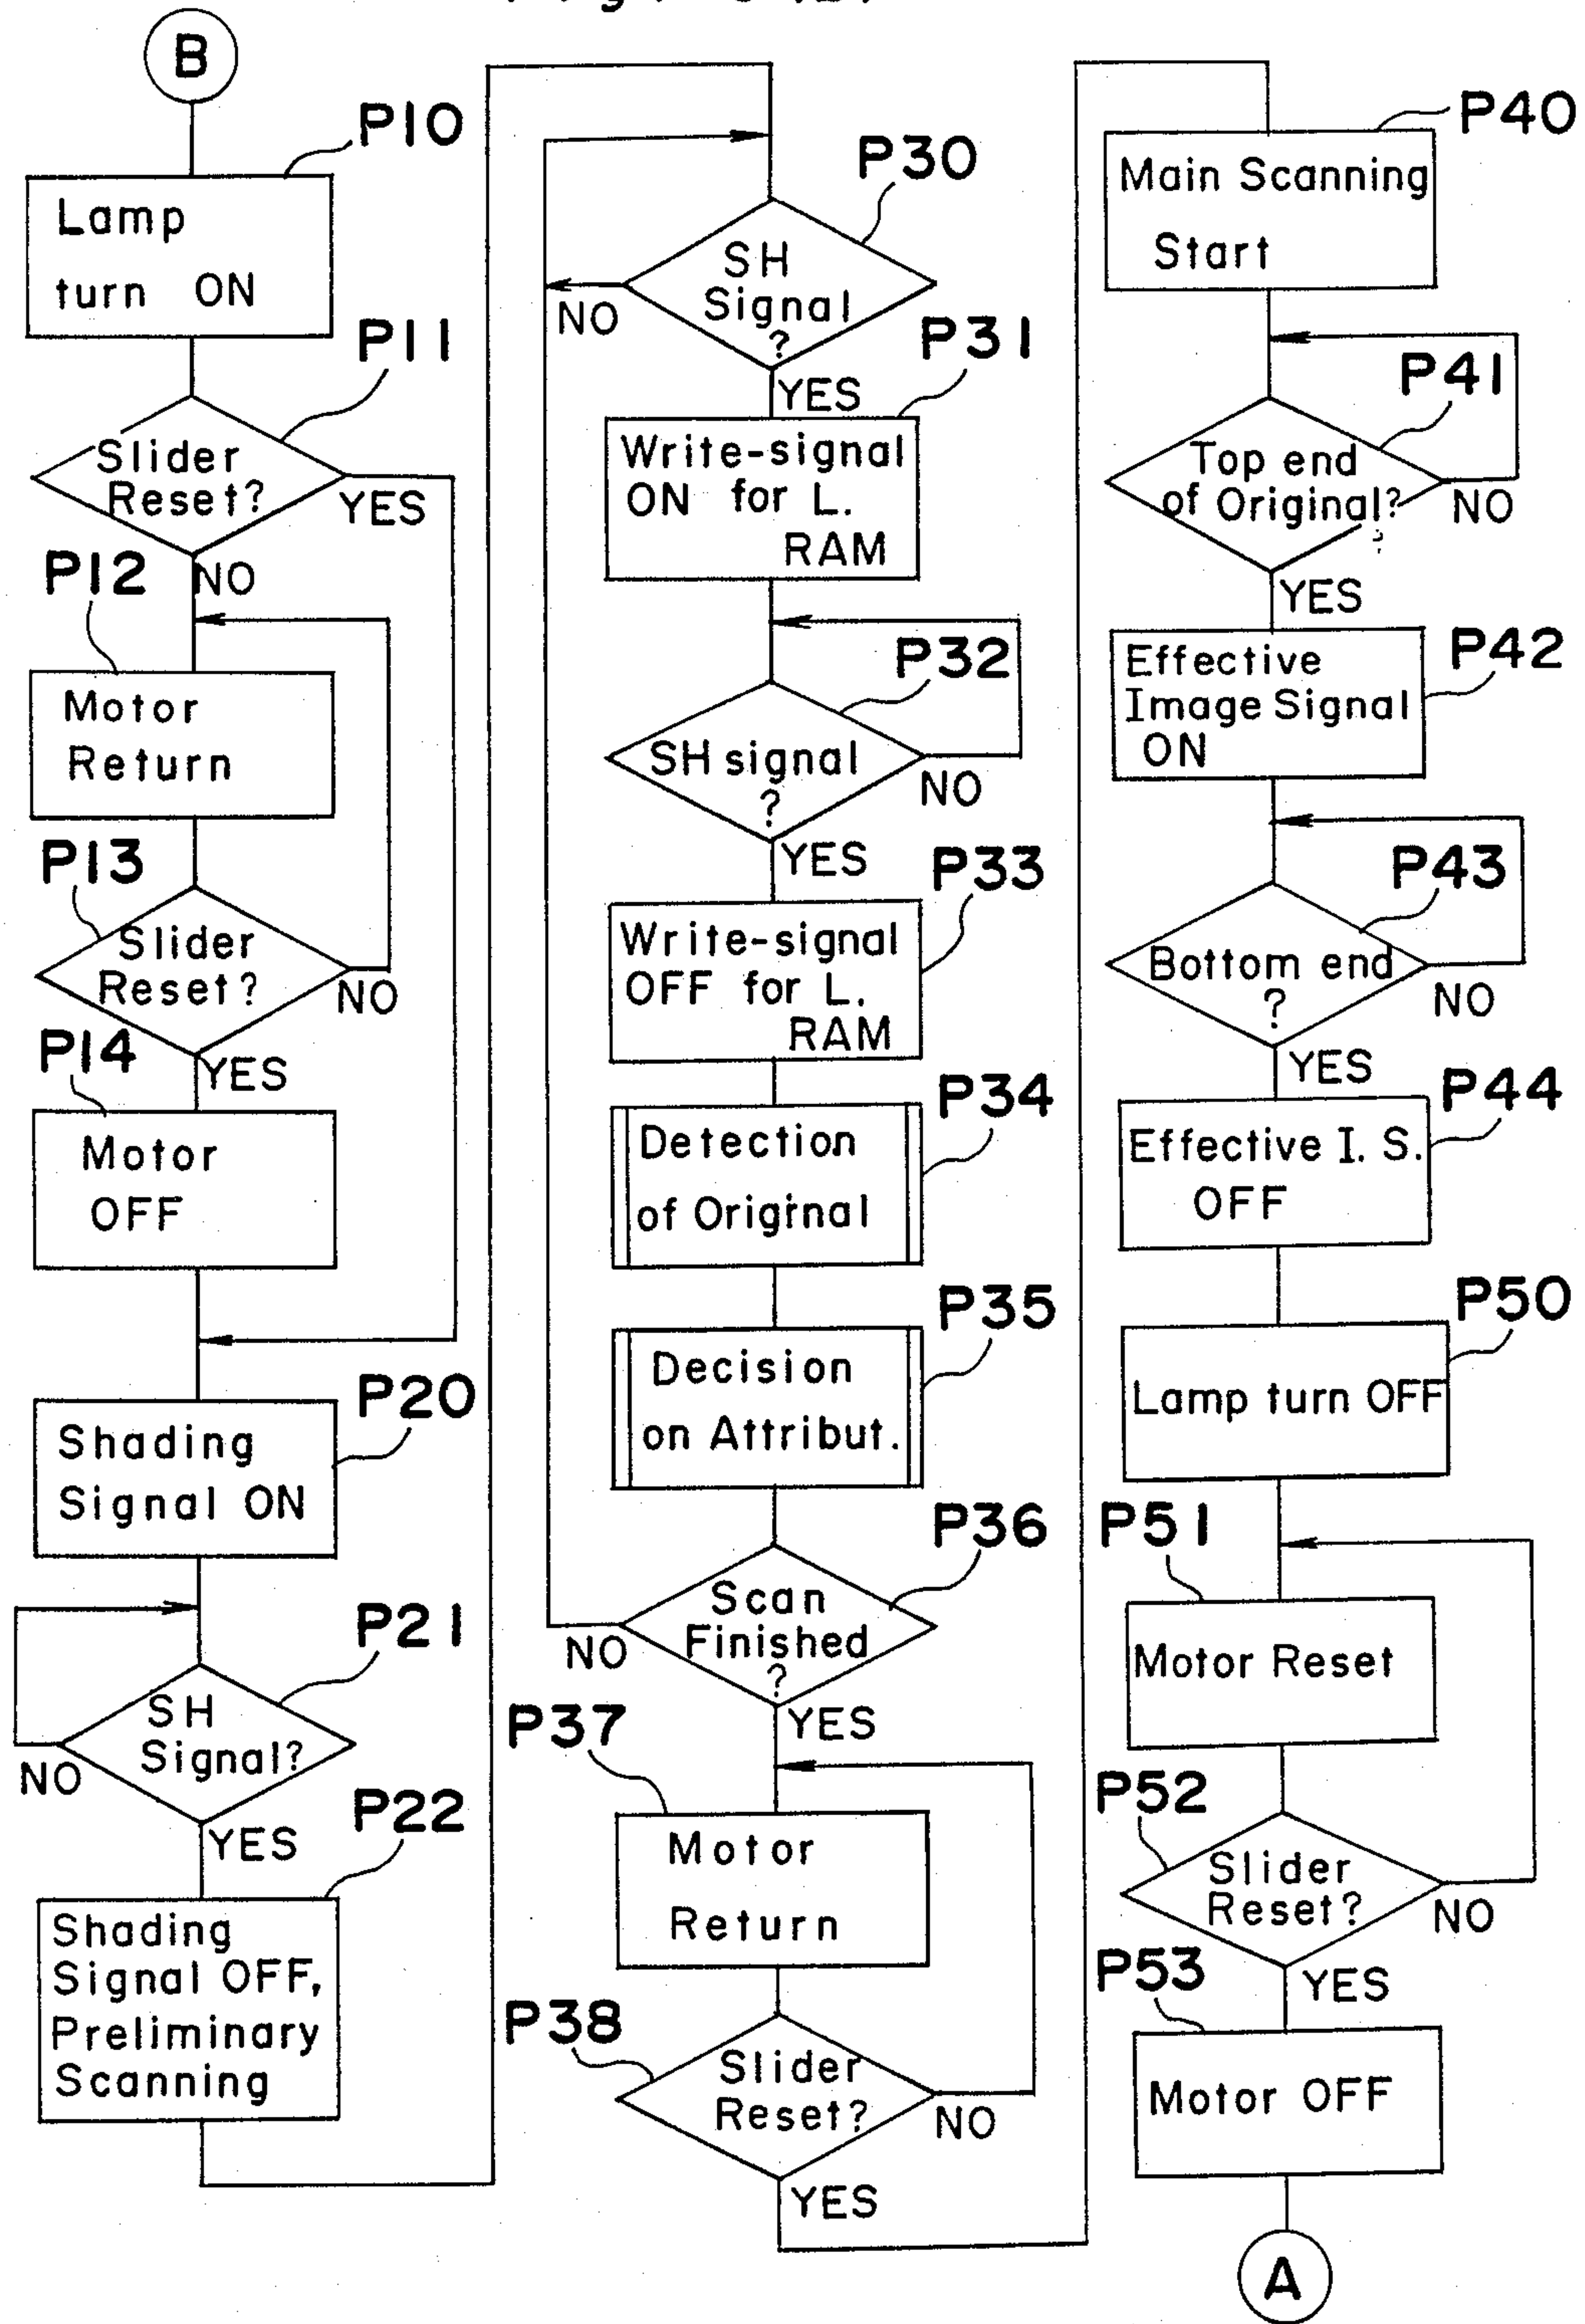 B
P10
Lamp
turn ON
P11
Slider
Reset?
YES
NO
P12
Motor
Return
P13
Slider
Reset?
NO
YES
P14
Motor
OFF
P20
Shading
Signal ON
P21
SH
Signal?
NO
YES
P22
Shading
Signal OFF,
Preliminary
Scanning
P30
SH
Signal
?
NO
YES
P31
Write-signal
ON for L.
RAM
P32
SH signal
?
NO
YES
P33
Write-signal
OFF for L.
RAM
P34
Detection
of Original
P35
Decision
on Attribut.
P36
Scan
Finished
?
NO
YES
P37
Motor
Return
P38
Slider
Reset?
NO
YES
P40
Main Scanning
Start
P41
Top end
of Original?
NO
YES
P42
Effective
Image Signal
ON
P43
Bottom end
?
NO
YES
P44
Effective I. S.
OFF
P50
Lamp turn OFF
P51
Motor Reset
P52
Slider
Reset?
NO
YES
P53
Motor OFF
A